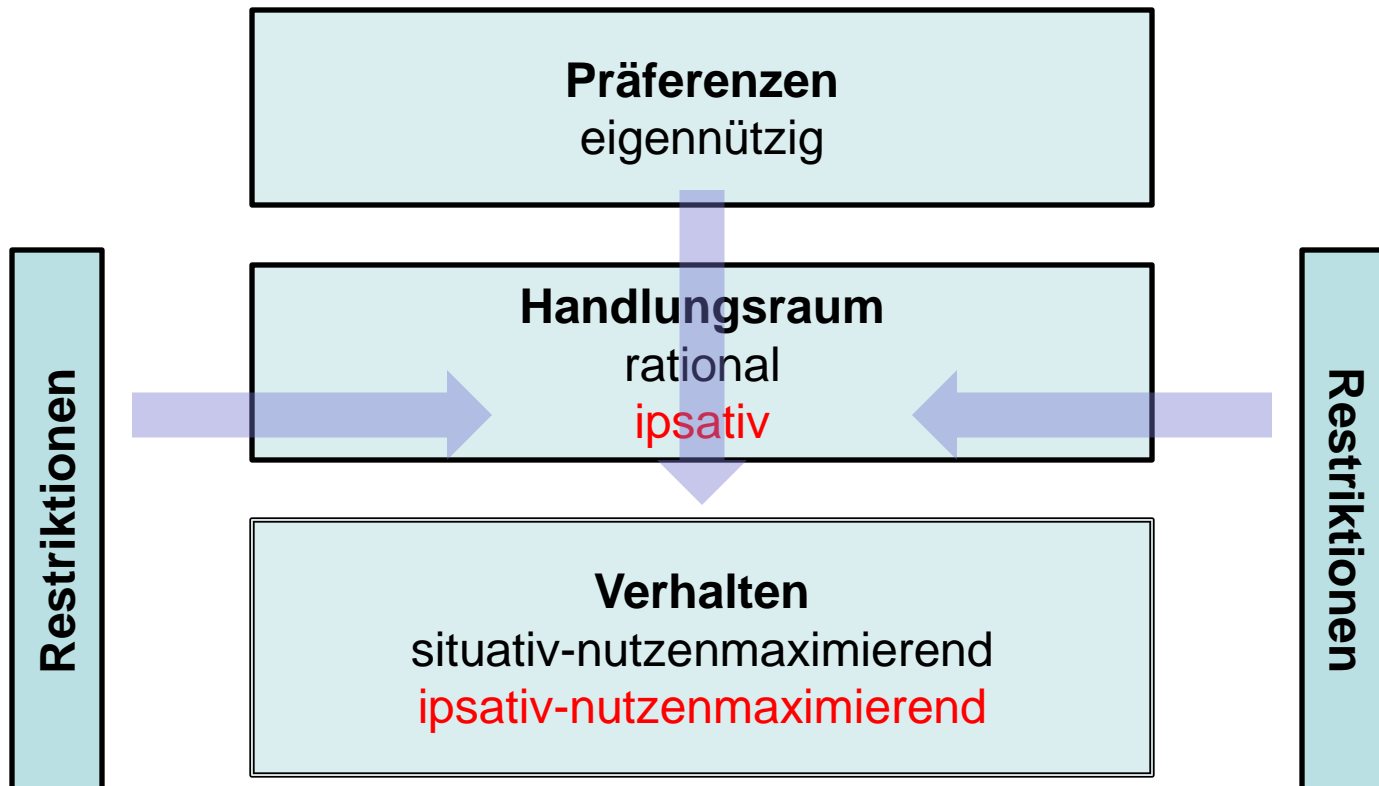 Präferenzen
eigennützig
Restriktionen
Handlungsraum
rational
ipsativ
Restriktionen
Verhalten
situativ-nutzenmaximierend
ipsativ-nutzenmaximierend